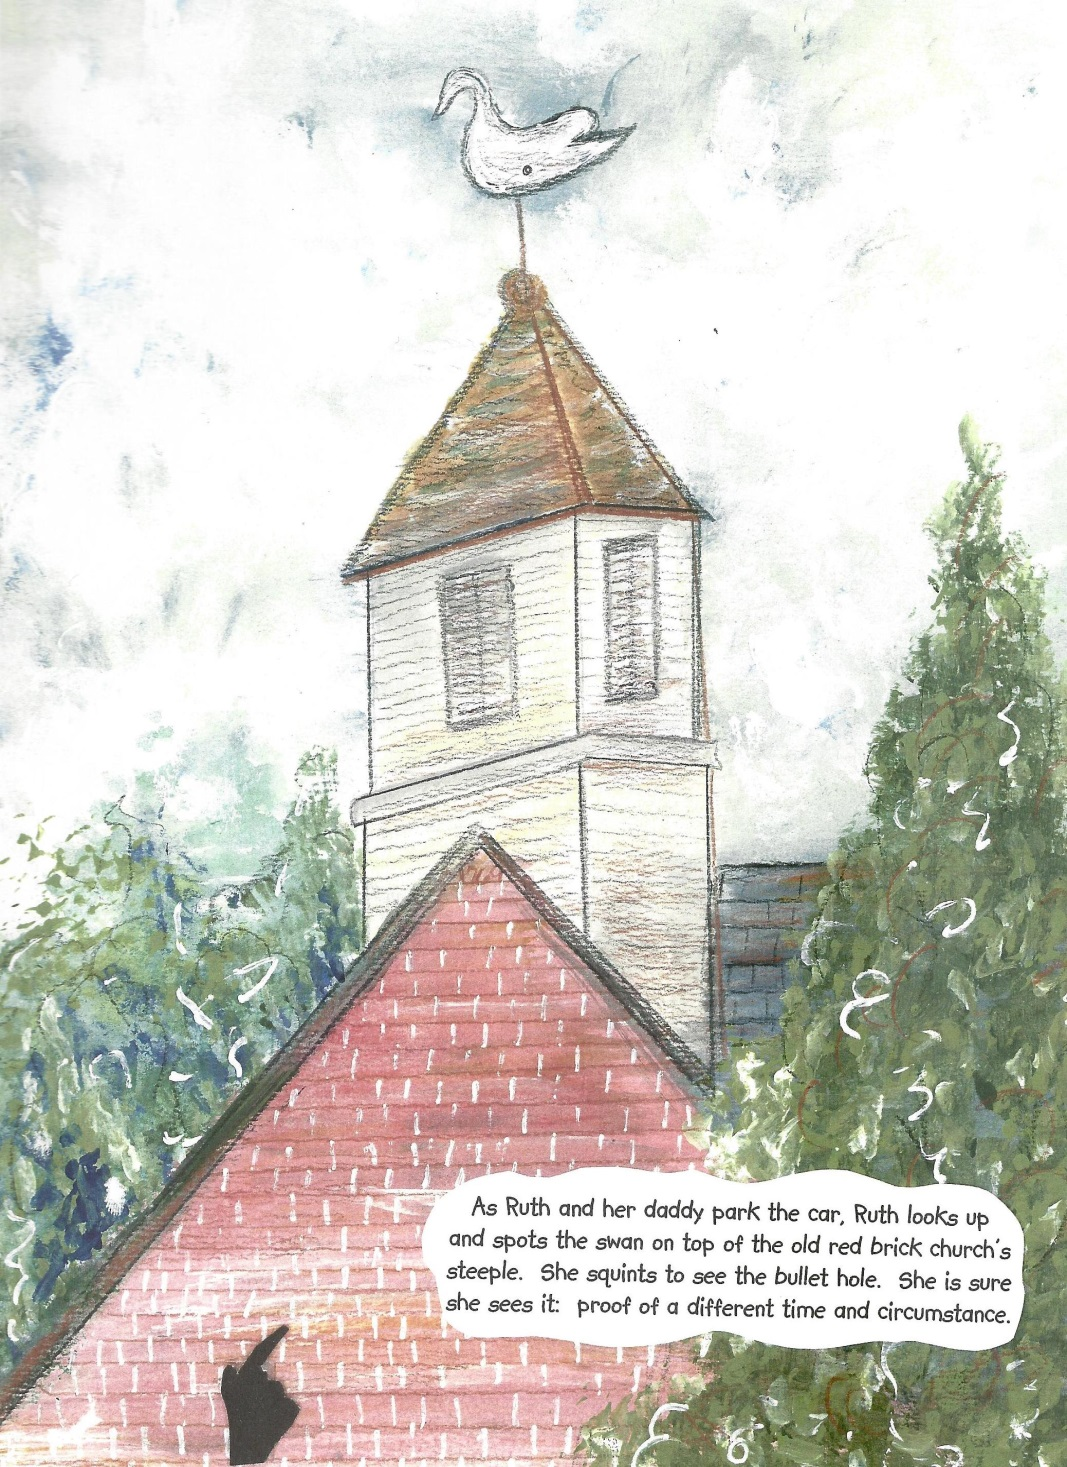 As Ruth and her daddy park the car, Ruth looks up
and spots the swan on top of the old red brick church's
steeple. She squints to see the bullet hole. She is sure
she sees it: proof of a different time and circumstance.